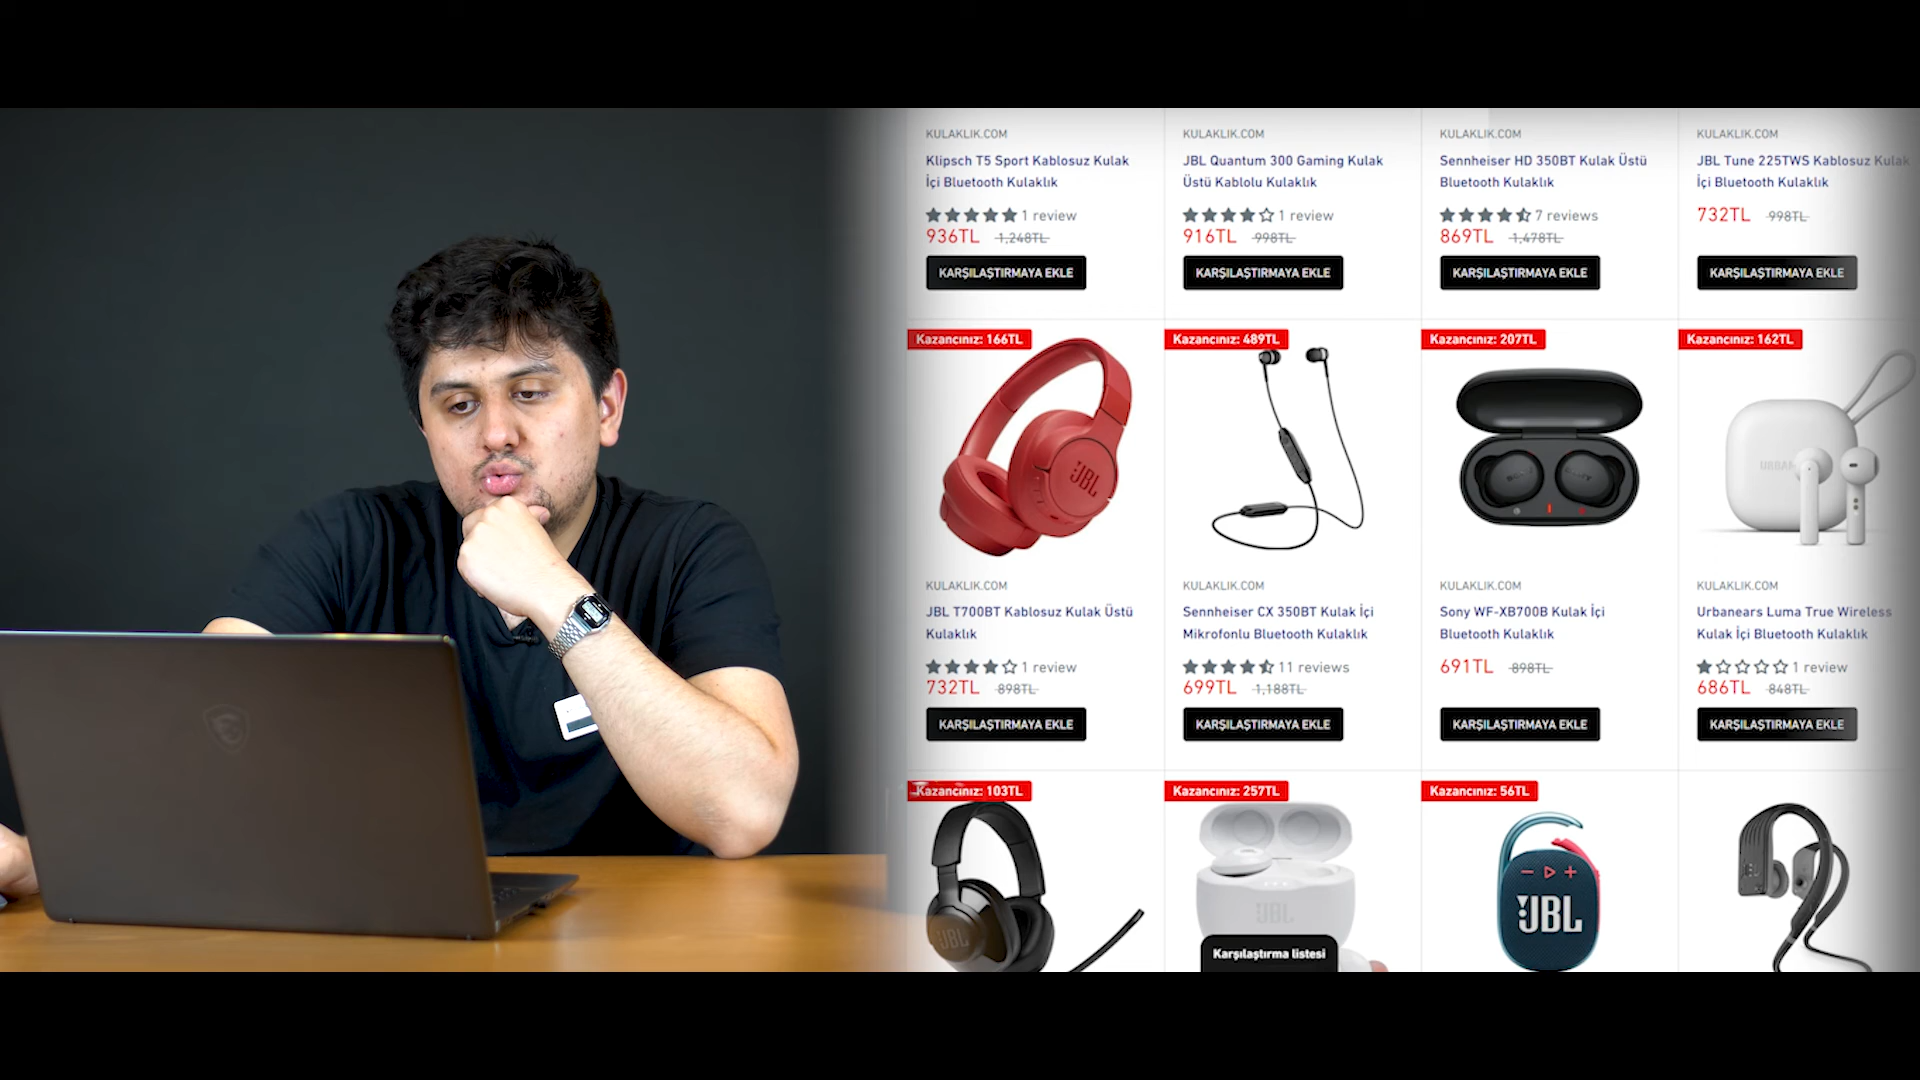 KULAKLIK.COM
Klipsch T5 Sport Kablosuz Kulak
İçi Bluetooth Kulaklık
1 review
936TL 1,248TL
KARŞILAŞTIRMAYA EKLE
KULAKLIK.COM
JBL Quantum 300 Gaming Kulak
Üstü Kablolu Kulaklık
1 review
916TL 998TL
KARŞILAŞTIRMAYA EKLE
KULAKLIK.COM
Sennheiser HD 350BT Kulak Üstü
Bluetooth Kulaklık
7 reviews
869TL 1,478TL
KARŞILAŞTIRMAYA EKLE
KULAKLIK.COM
JBL Tune 225TWS Kablosuz Kulak
İçi Bluetooth Kulaklık
732TL 998TL
KARŞILAŞTIRMAYA EKLE
Kazancınız: 166TL
JBL
KULAKLIK.COM
JBL T700BT Kablosuz Kulak Üstü
Kulaklık
1 review
732TL 898TL
KARŞILAŞTIRMAYA EKLE
Kazancınız: 489TL
KULAKLIK.COM
Sennheiser CX 350BT Kulak İçi
Mikrofonlu Bluetooth Kulaklık
11 reviews
699TL 1,188TL
KARŞILAŞTIRMAYA EKLE
Kazancınız: 207TL
SONY SONY
KULAKLIK.COM
Sony WF-XB700B Kulak İçi
Bluetooth Kulaklık
691TL 898TL
KARŞILAŞTIRMAYA EKLE
Kazancınız: 162TL
KULAKLIK.COM
Urbanears Luma True Wireless
Kulak İçi Bluetooth Kulaklık
1 review
686TL 848TL
KARŞILAŞTIRMAYA EKLE
Kazancınız: 103TL
JBL
Kazancınız: 257TL
JBL
Karşılaştırma listesi
Kazancınız: 56TL
JBL